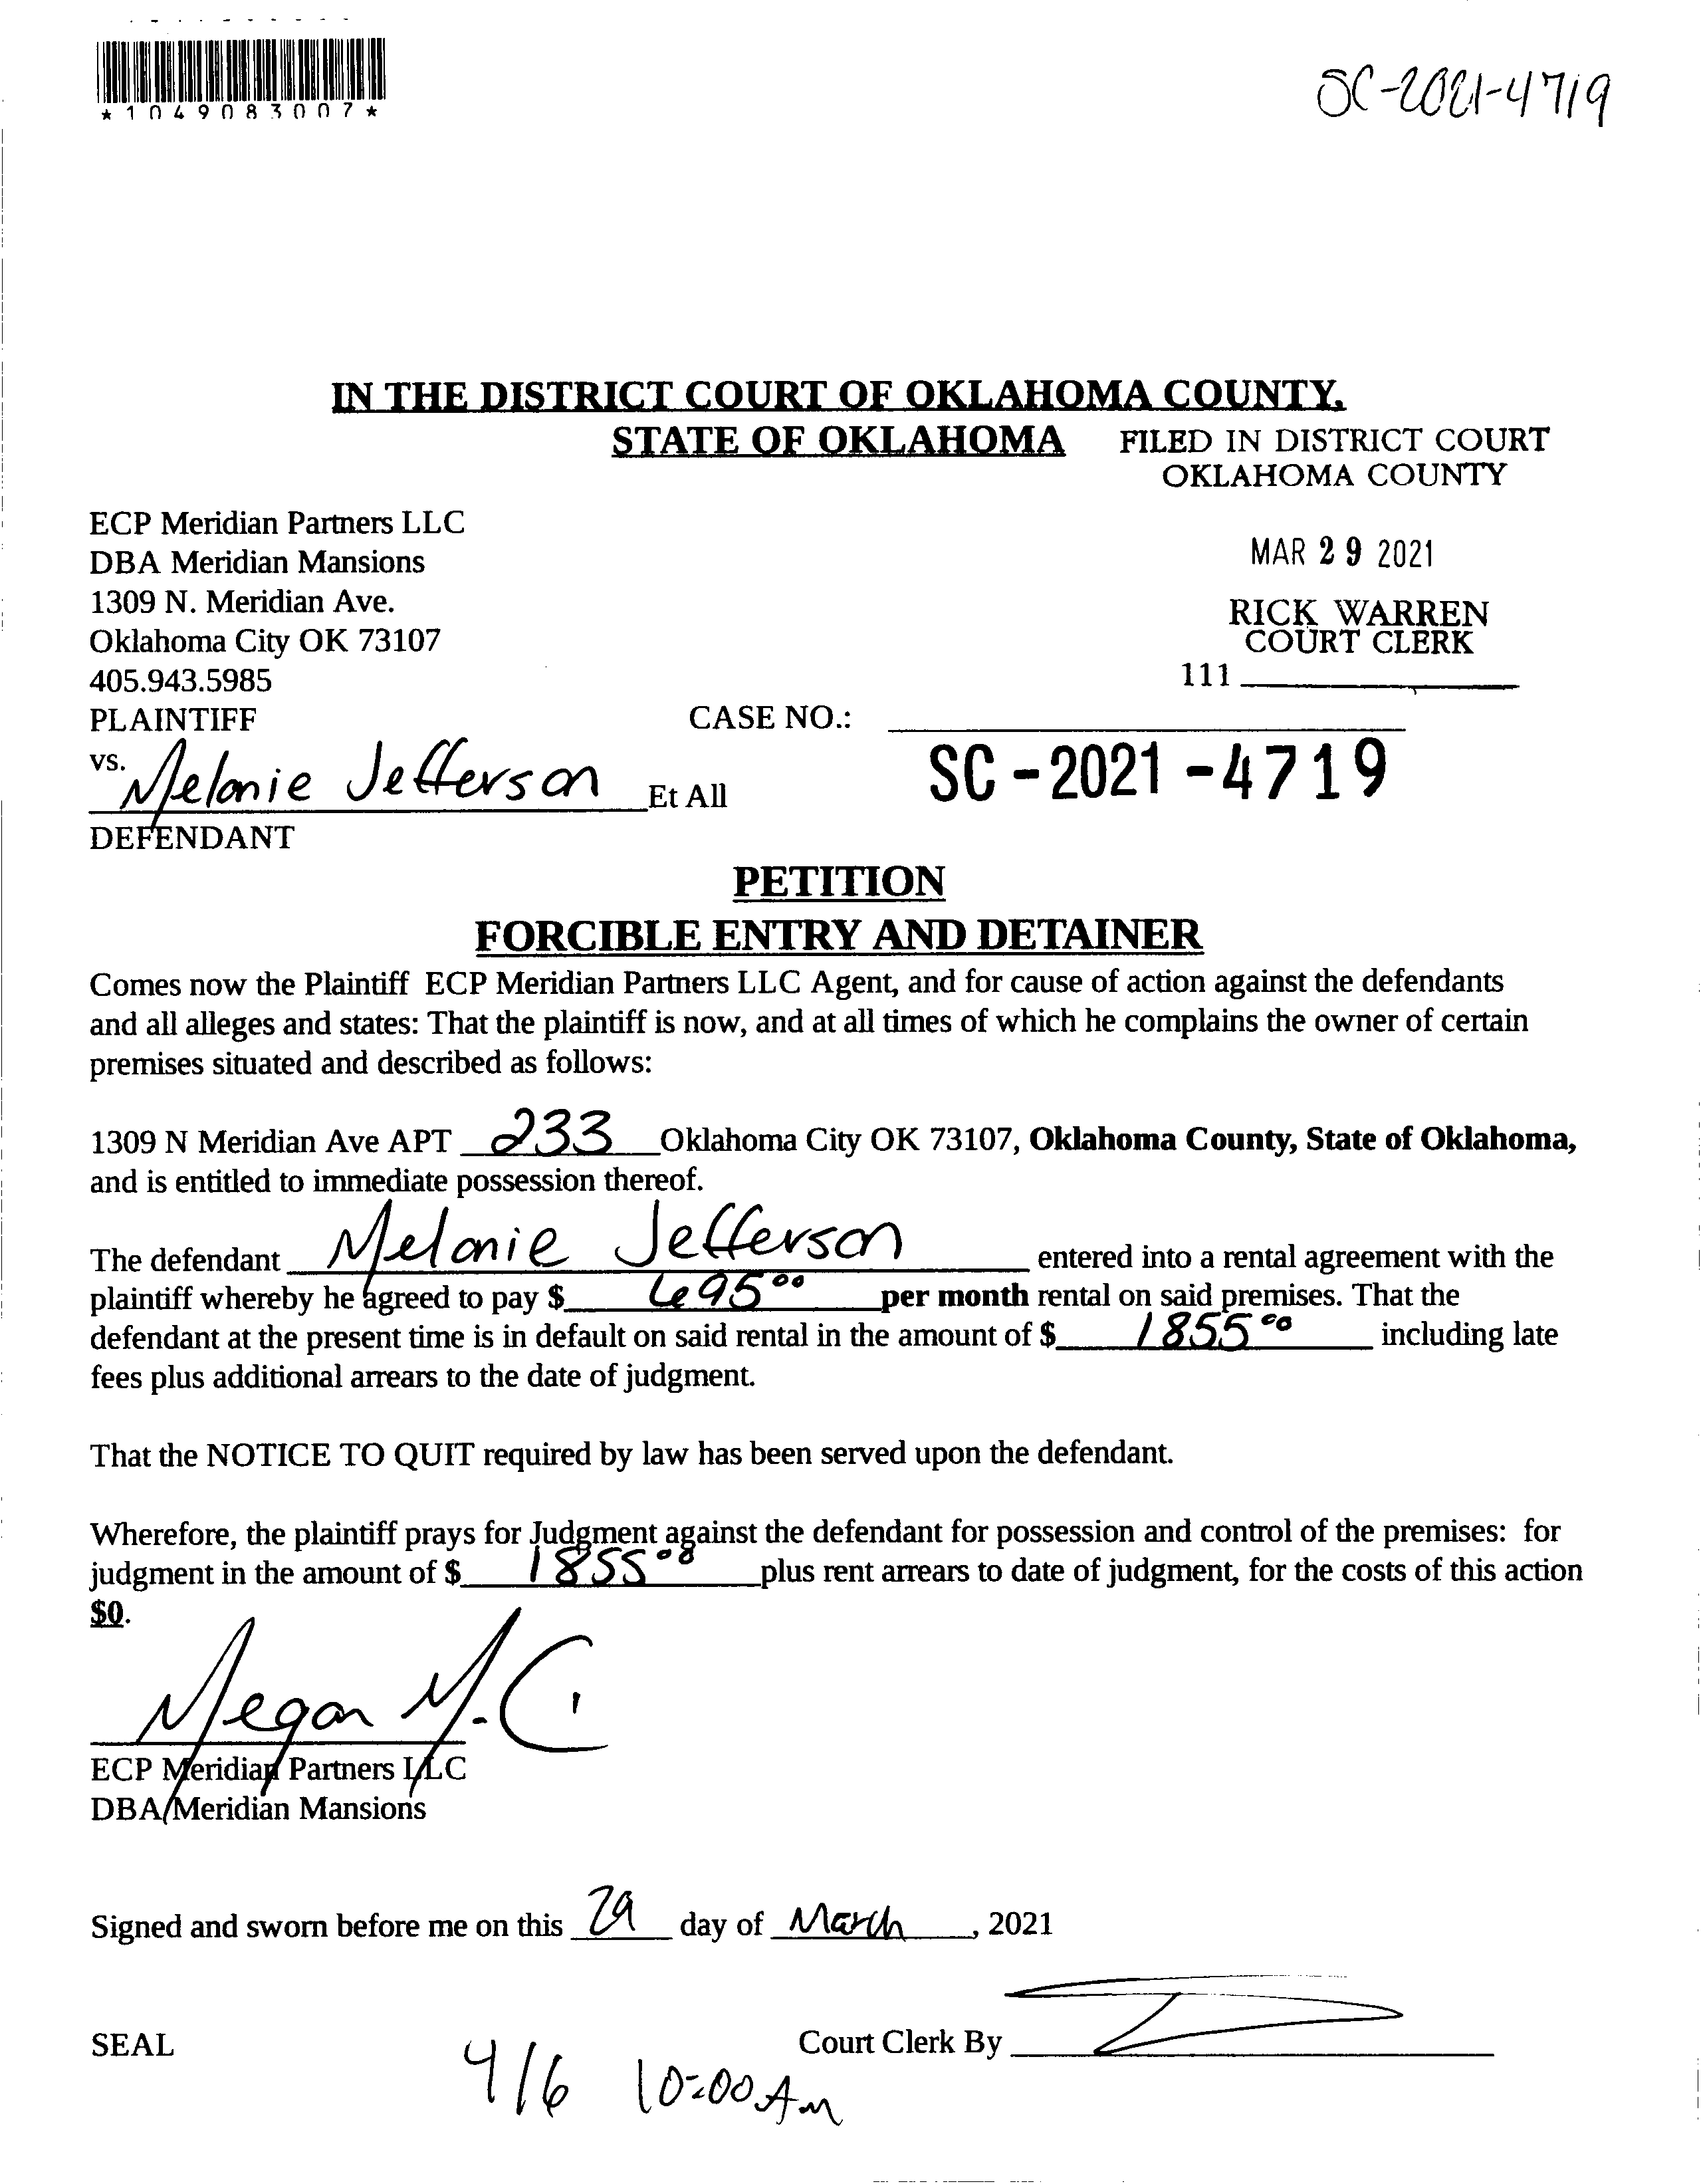 *1049083007*
SC-2021-4719
IN THE DISTRICT COURT OF OKLAHOMA COUNTY,
STATE OF OKLAHOMA
FILED IN DISTRICT COURT
OKLAHOMA COUNTY
ECP Meridian Partners LLC
DBA Meridian Mansions
1309 N. Meridian Ave.
Oklahoma City OK 73107
405.943.5985
PLAINTIFF
MAR 29 2021
RICK WARREN
COURT CLERK
111
CASE NO.:
SC-2021-4719
vs.
Melanie Jefferson Et All
DEFENDANT
PETITION
FORCIBLE ENTRY AND DETAINER
Comes now the Plaintiff ECP Meridian Partners LLC Agent, and for cause of action against the defendants
and all alleges and states: That the plaintiff is now, and at all times of which he complains the owner of certain
premises situated and described as follows:
1309 N Meridian Ave APT 233 Oklahoma City OK 73107, Oklahoma County, State of Oklahoma,
and is entitled to immediate possession thereof.
The defendant Melanie Jefferson entered into a rental agreement with the
plaintiff whereby he agreed to pay $ 695.00 per month rental on said premises. That the
defendant at the present time is in default on said rental in the amount of $ 1855.00 including late
fees plus additional arrears to the date of judgment.
That the NOTICE TO QUIT required by law has been served upon the defendant.
Wherefore, the plaintiff prays for Judgment against the defendant for possession and control of the premises: for
judgment in the amount of $ 1855.00 plus rent arrears to date of judgment, for the costs of this action
$0.
Megan M. C
ECP Meridian Partners LLC
DBA Meridian Mansions
Signed and sworn before me on this 29 day of March, 2021
SEAL
Court Clerk By
4/6 10:00 AM